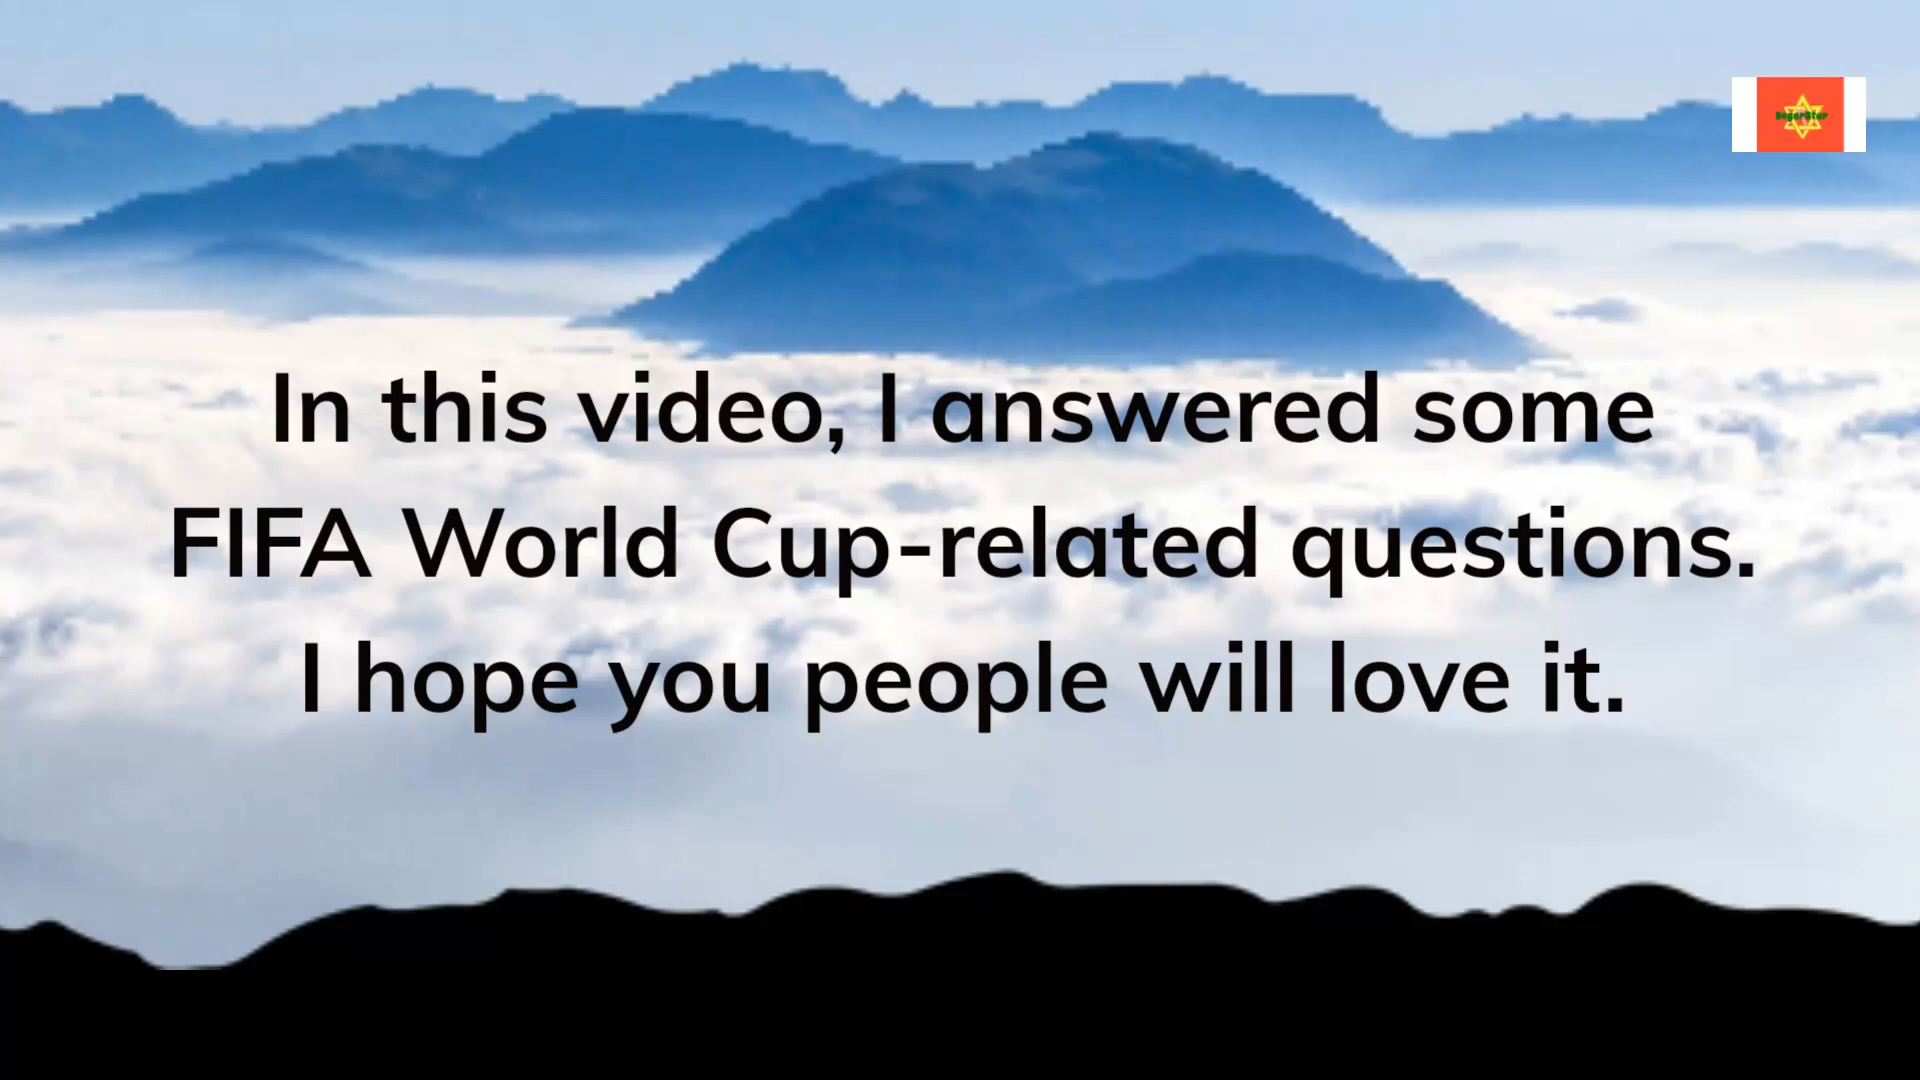 In this video, I answered some
FIFA World Cup-related questions.
I hope you people will love it.